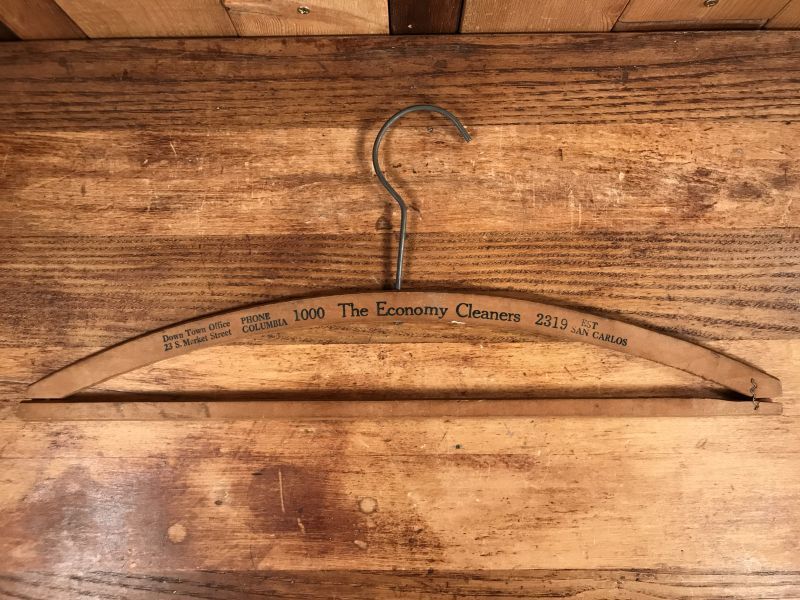 Down Town Office
23 S. Market Street
PHONE
COLUMBIA
1000
The Economy Cleaners
2319
EST
SAN CARLOS